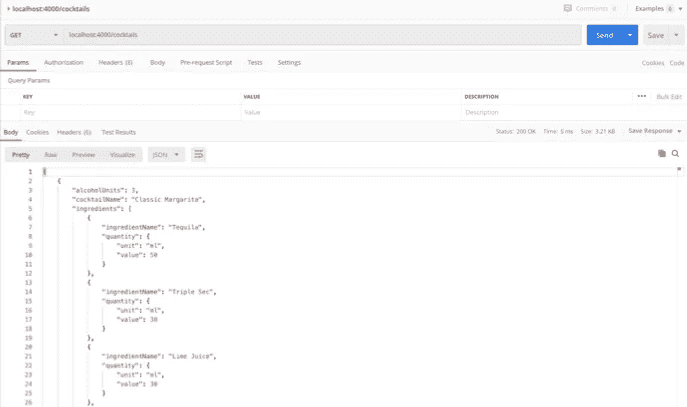 localhost:4000/cocktails
Comments 0
Examples 6
GET
localhost:4000/cocktails
Send
Save
Params Authorization Headers (8) Body Pre-request Script Tests Settings
Cookies Code
Query Params
KEY VALUE DESCRIPTION
Bulk Edit
Key Value Description
Body Cookies Headers (6) Test Results
Status: 200 OK Time: 5 ms Size: 3.21 KB Save Response
Pretty Raw Preview Visualize JSON
1 [
2 {
3 "alcoholUnits": 3,
4 "cocktailName": "Classic Margarita",
5 "ingredients": [
6 {
7 "ingredientName": "Tequila",
8 "quantity": {
9 "unit": "ml",
10 "value": 50
11 }
12 },
13 {
14 "ingredientName": "Triple Sec",
15 "quantity": {
16 "unit": "ml",
17 "value": 30
18 }
19 },
20 {
21 "ingredientName": "Lime Juice",
22 "quantity": {
23 "unit": "ml",
24 "value": 30
25 }
26 },